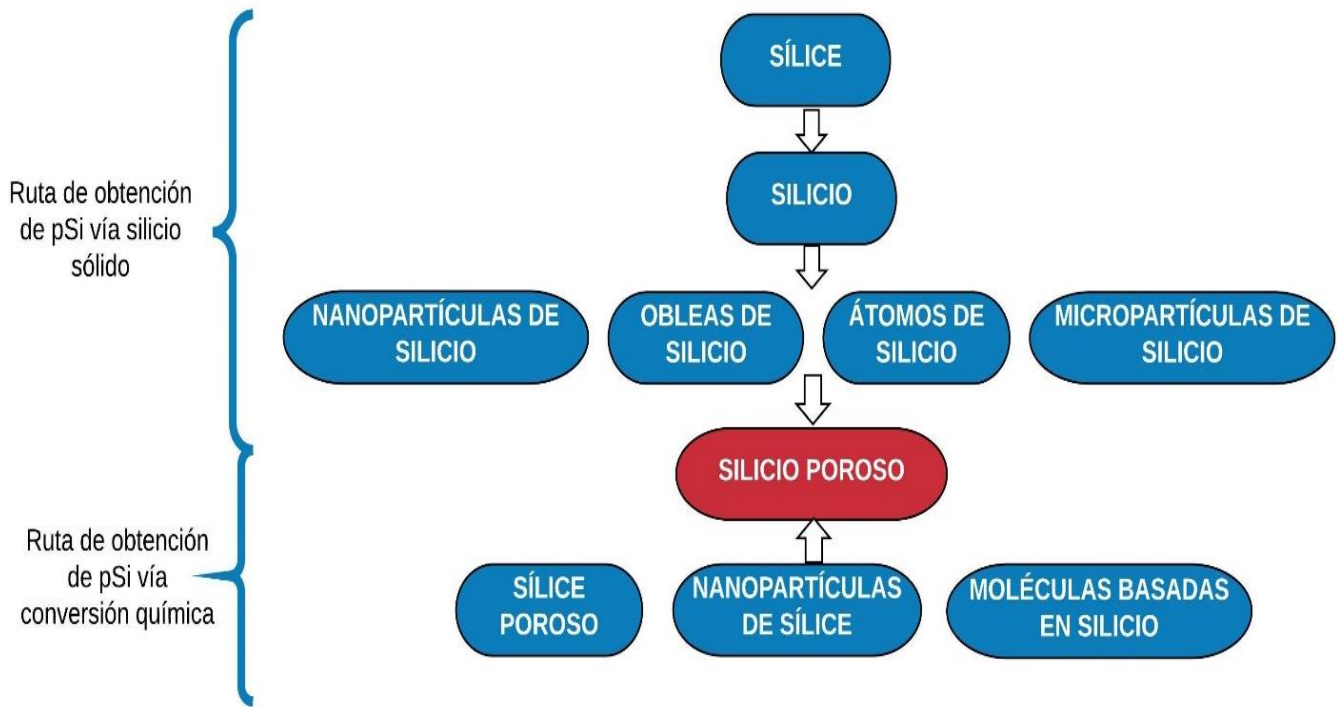 SÍLICE
SILICIO
Ruta de obtención
de pSi vía silicio
sólido
NANOPARTÍCULAS DE
SILICIO
OBLEAS DE
SILICIO
ÁTOMOS DE
SILICIO
MICROPARTÍCULAS DE
SILICIO
SILICIO POROSO
Ruta de obtención
de pSi vía
conversión química
SÍLICE
POROSO
NANOPARTÍCULAS
DE SÍLICE
MOLÉCULAS BASADAS
EN SILICIO